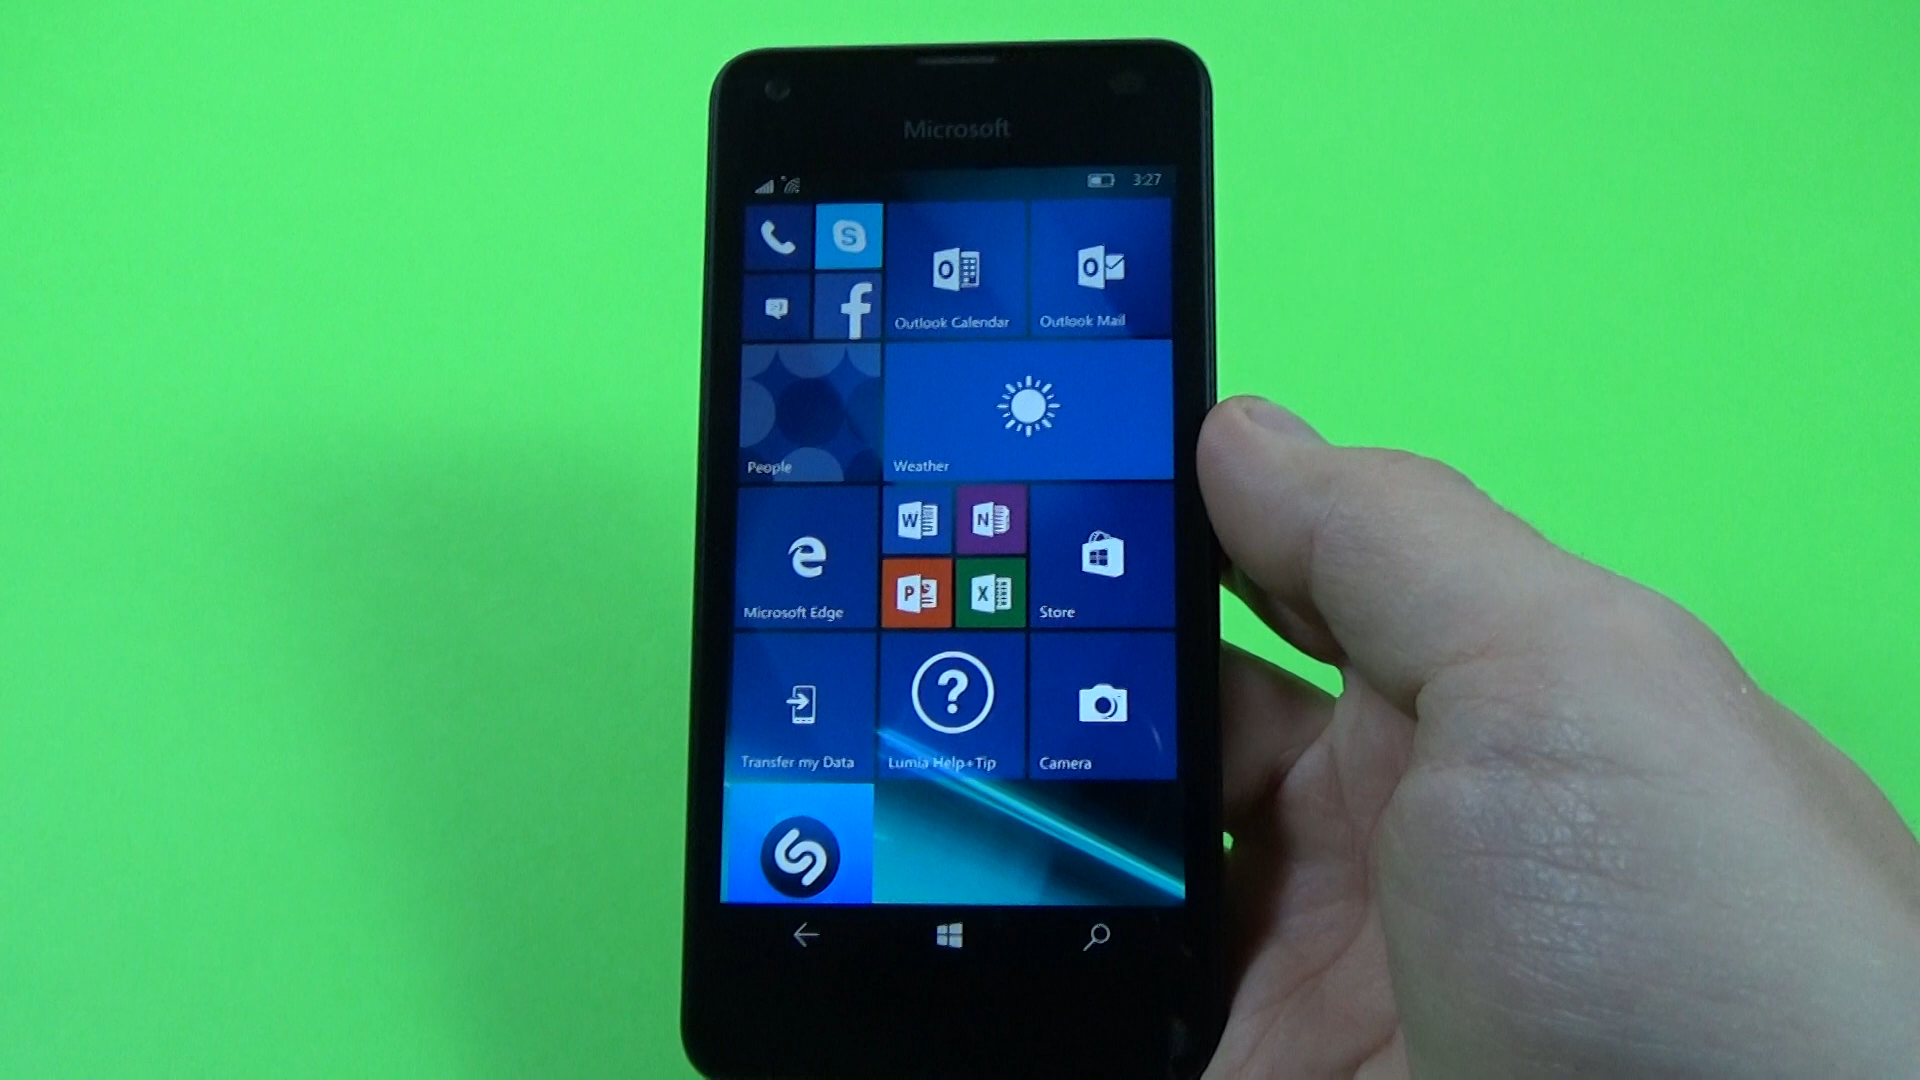 Microsoft
3:27
Outlook Calendar
Outlook Mail
People
Weather
Microsoft Edge
Store
Transfer my Data
Lumia Help+Tip
Camera